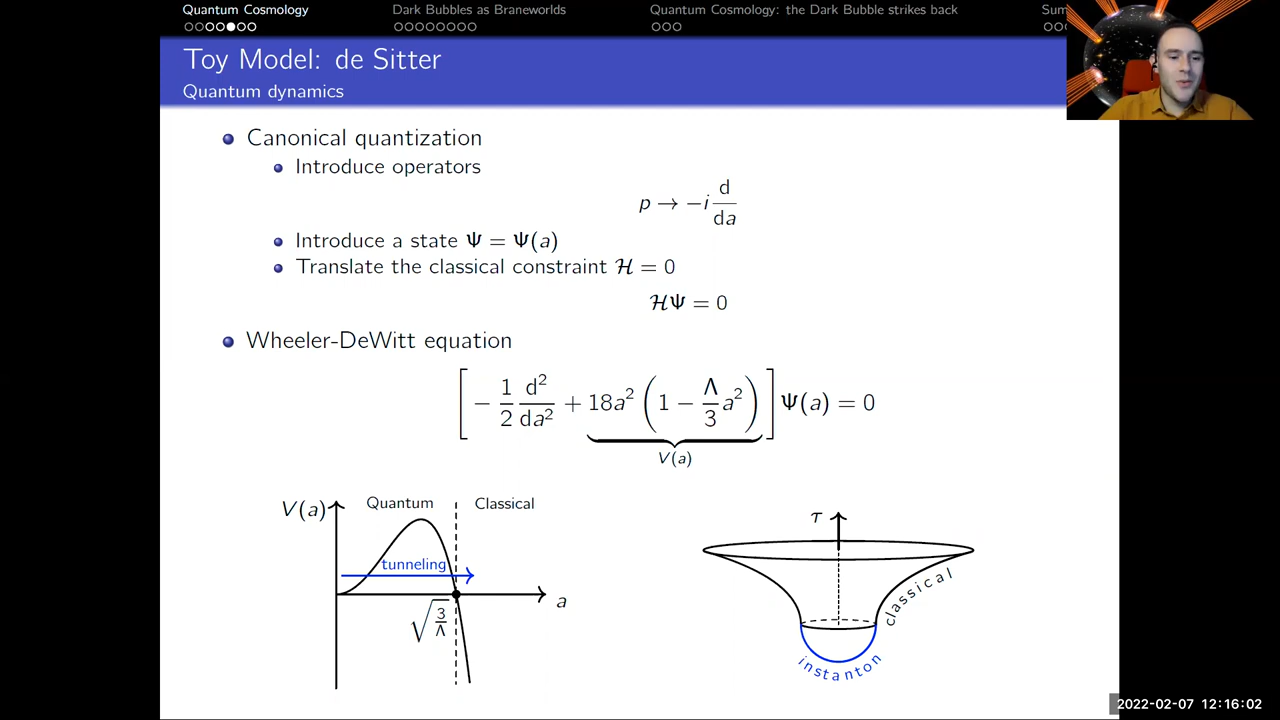 Quantum Cosmology
Dark Bubbles as Braneworlds
Quantum Cosmology: the Dark Bubble strikes back
Sum
Toy Model: de Sitter
Quantum dynamics
Canonical quantization
Introduce operators
p → −i d/da
Introduce a state Ψ = Ψ(a)
Translate the classical constraint ℋ = 0
ℋΨ = 0
Wheeler-DeWitt equation
[ − 1/2 d²/da² + 18a² ( 1 − Λ/3 a² ) ] Ψ(a) = 0
V(a)
V(a)
Quantum
Classical
tunneling
a
√3/Λ
τ
classical
instanton
2022-02-07 12:16:02